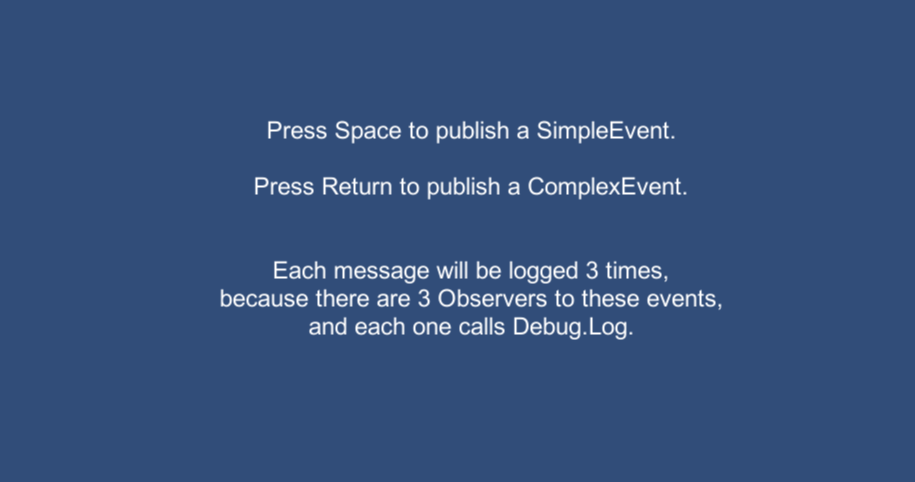 Press Space to publish a SimpleEvent.
Press Return to publish a ComplexEvent.
Each message will be logged 3 times,
because there are 3 Observers to these events,
and each one calls Debug.Log.